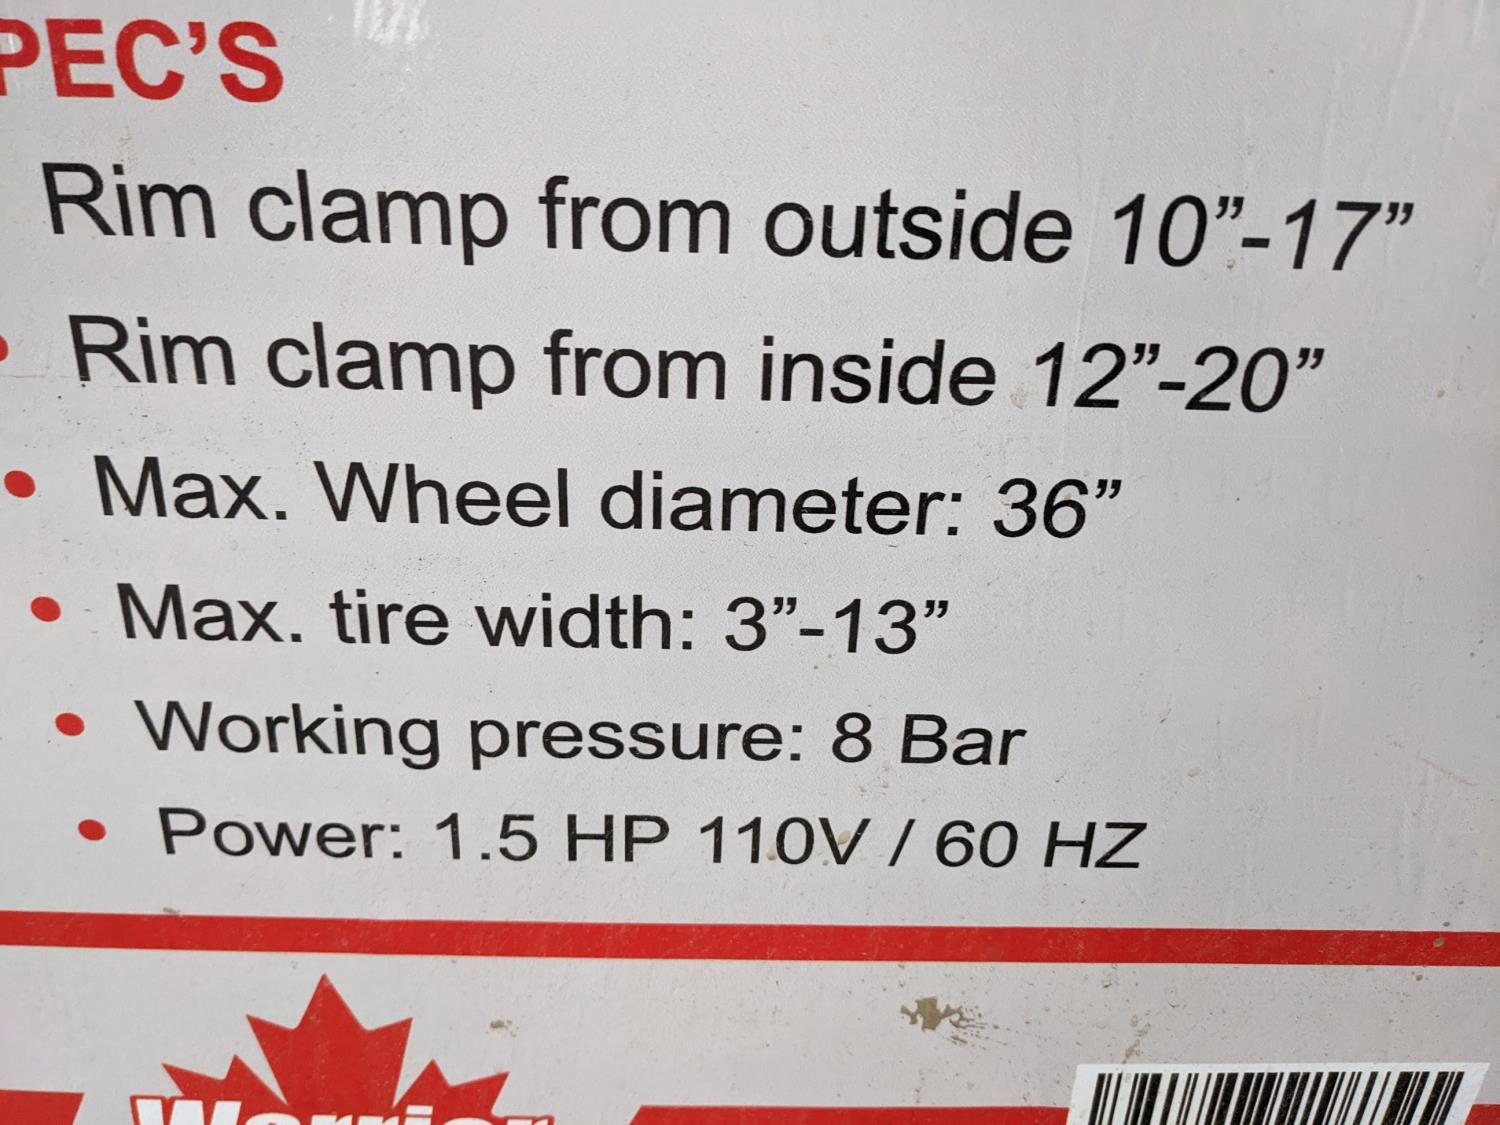 PEC’S
Rim clamp from outside 10”-17”
• Rim clamp from inside 12”-20”
• Max. Wheel diameter: 36”
• Max. tire width: 3”-13”
• Working pressure: 8 Bar
• Power: 1.5 HP 110V / 60 HZ
Warrior